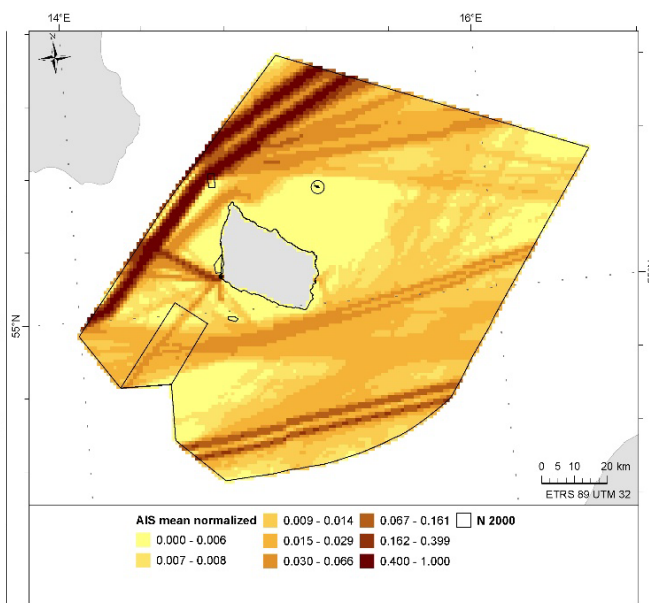 14°E
16°E
N
55°N
0 5 10 20 km
ETRS 89 UTM 32
AIS mean normalized
0.000 - 0.006
0.007 - 0.008
0.009 - 0.014
0.015 - 0.029
0.030 - 0.066
0.067 - 0.161
0.162 - 0.399
0.400 - 1.000
N 2000